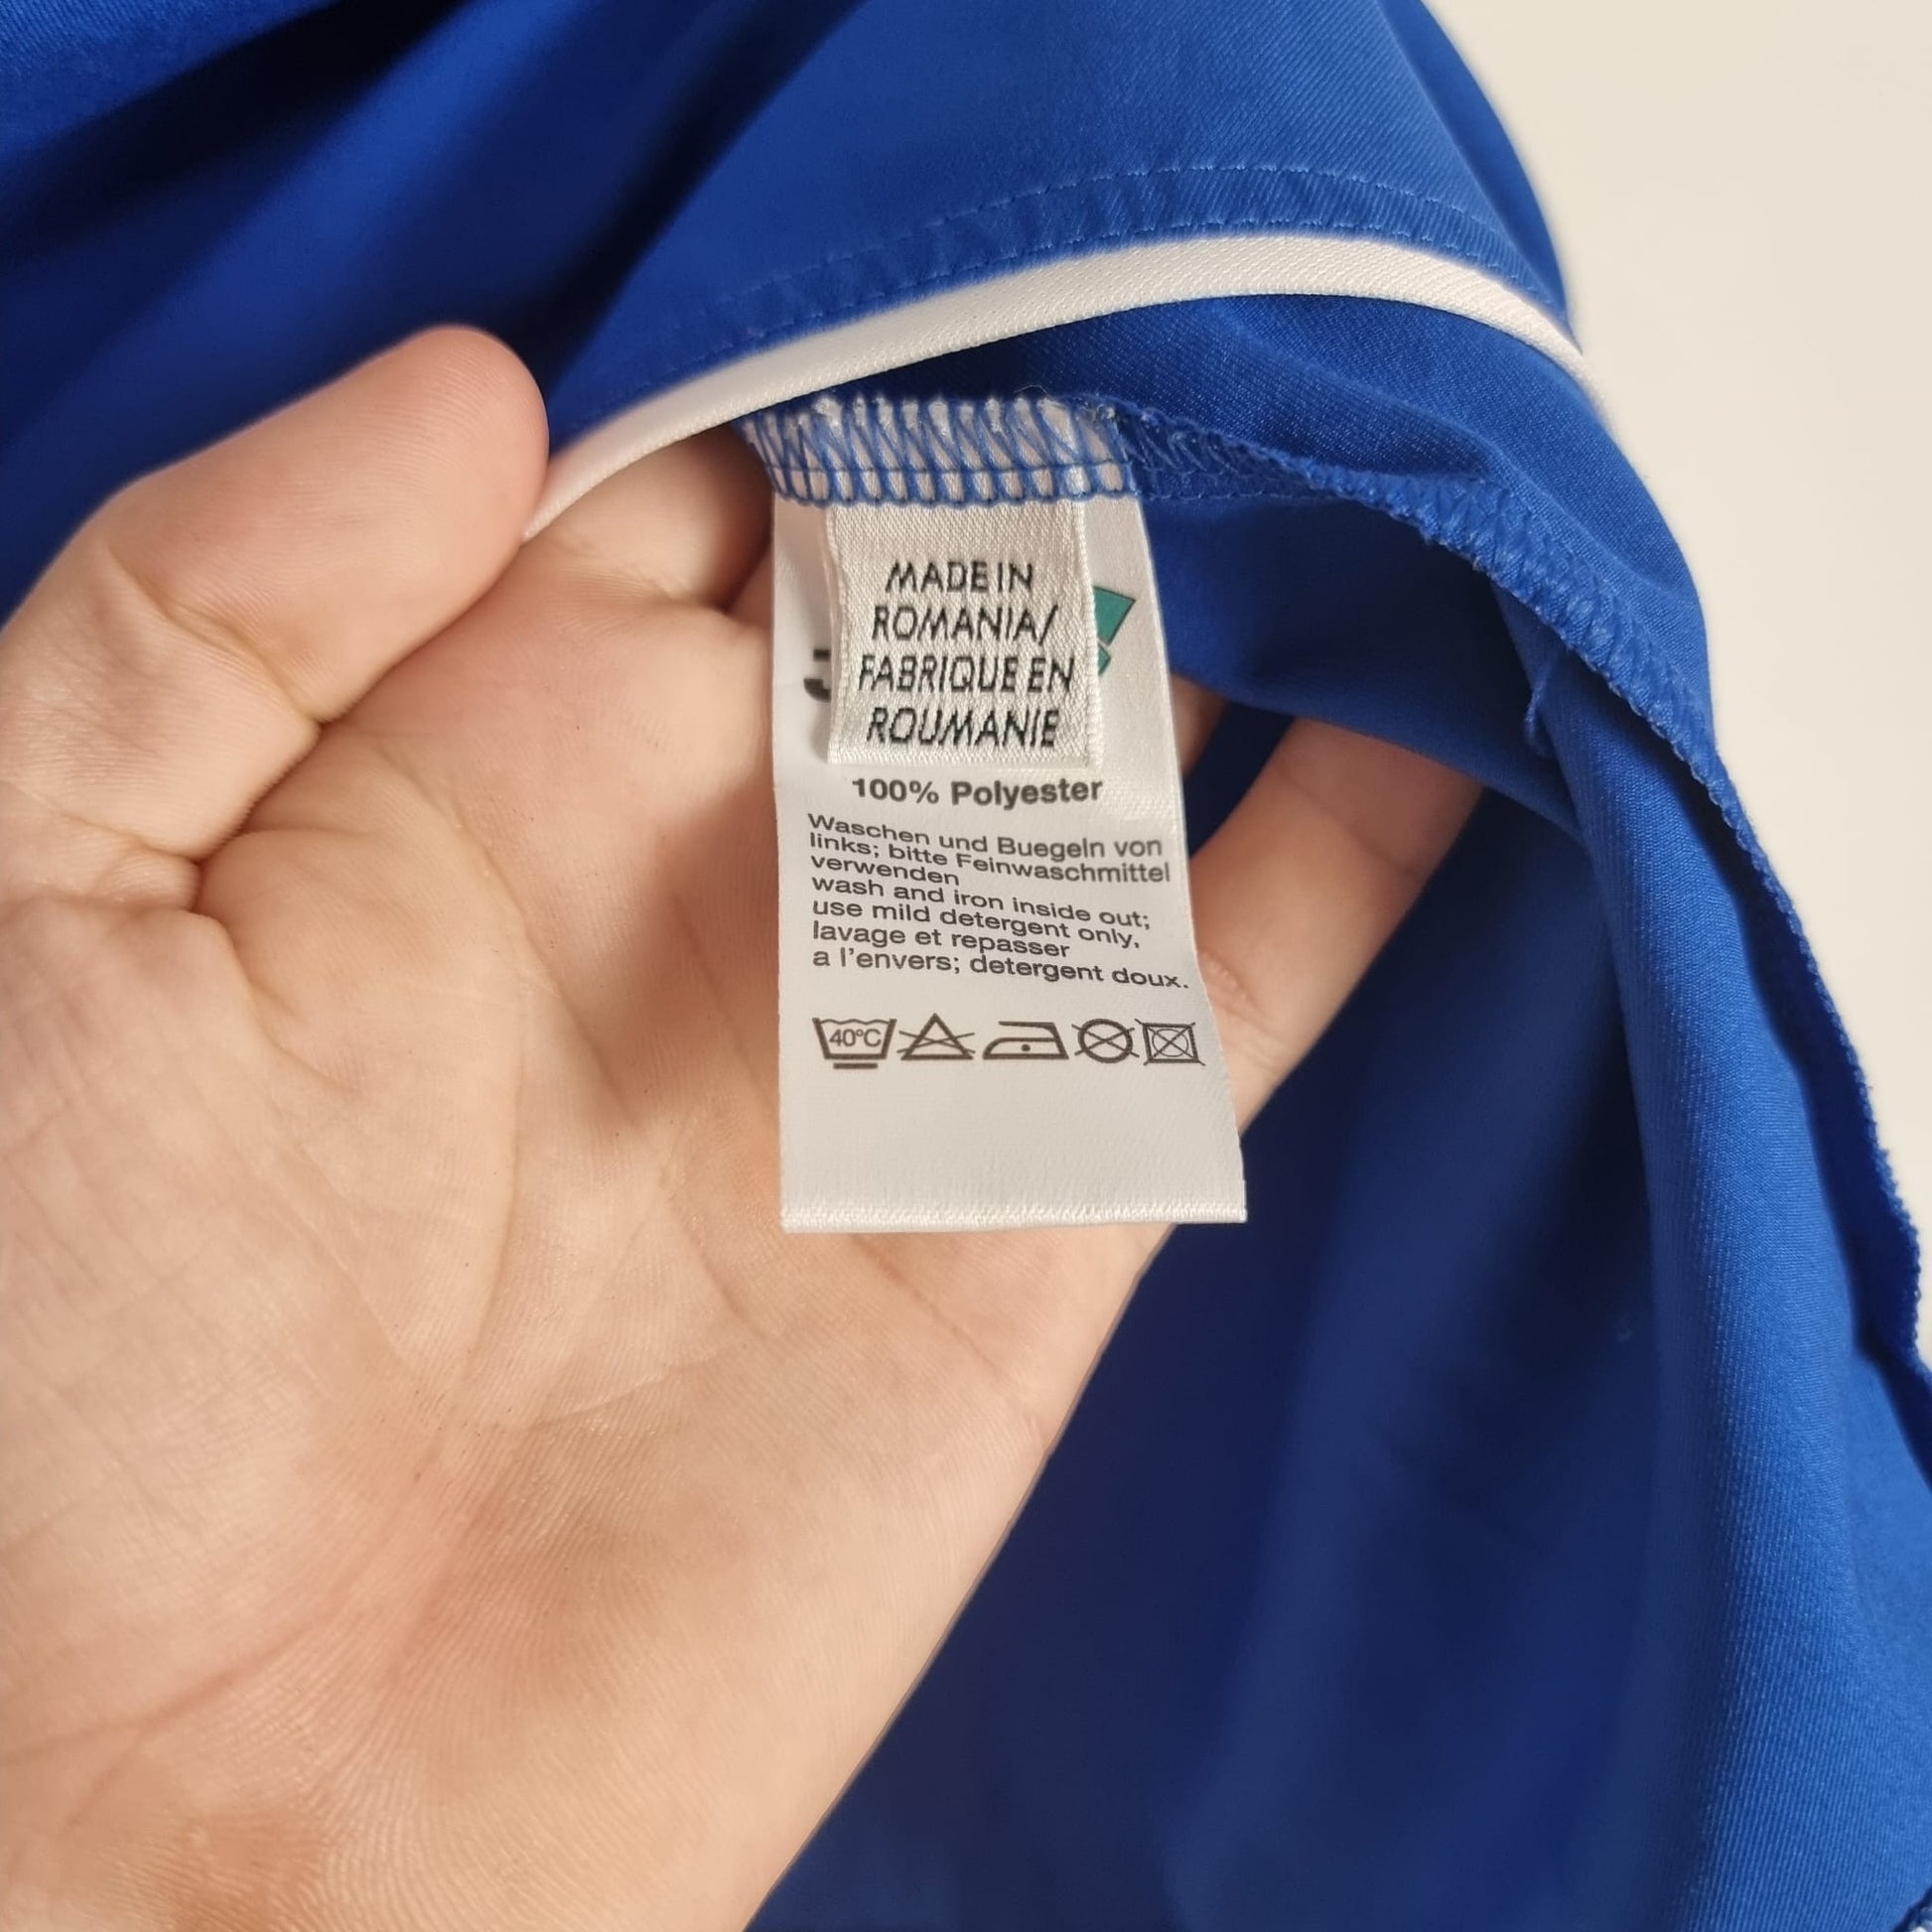 MADE IN
ROMANIA/
FABRIQUE EN
ROUMANIE
100% Polyester
Waschen und Buegeln von
links; bitte Feinwaschmittel
verwenden
wash and iron inside out;
use mild detergent only,
lavage et repasser
a l'envers; detergent doux.
40°C